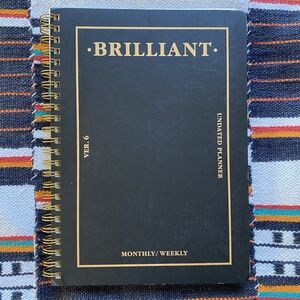 ·BRILLIANT·
VER. 6
UNDATED PLANNER
MONTHLY/ WEEKLY